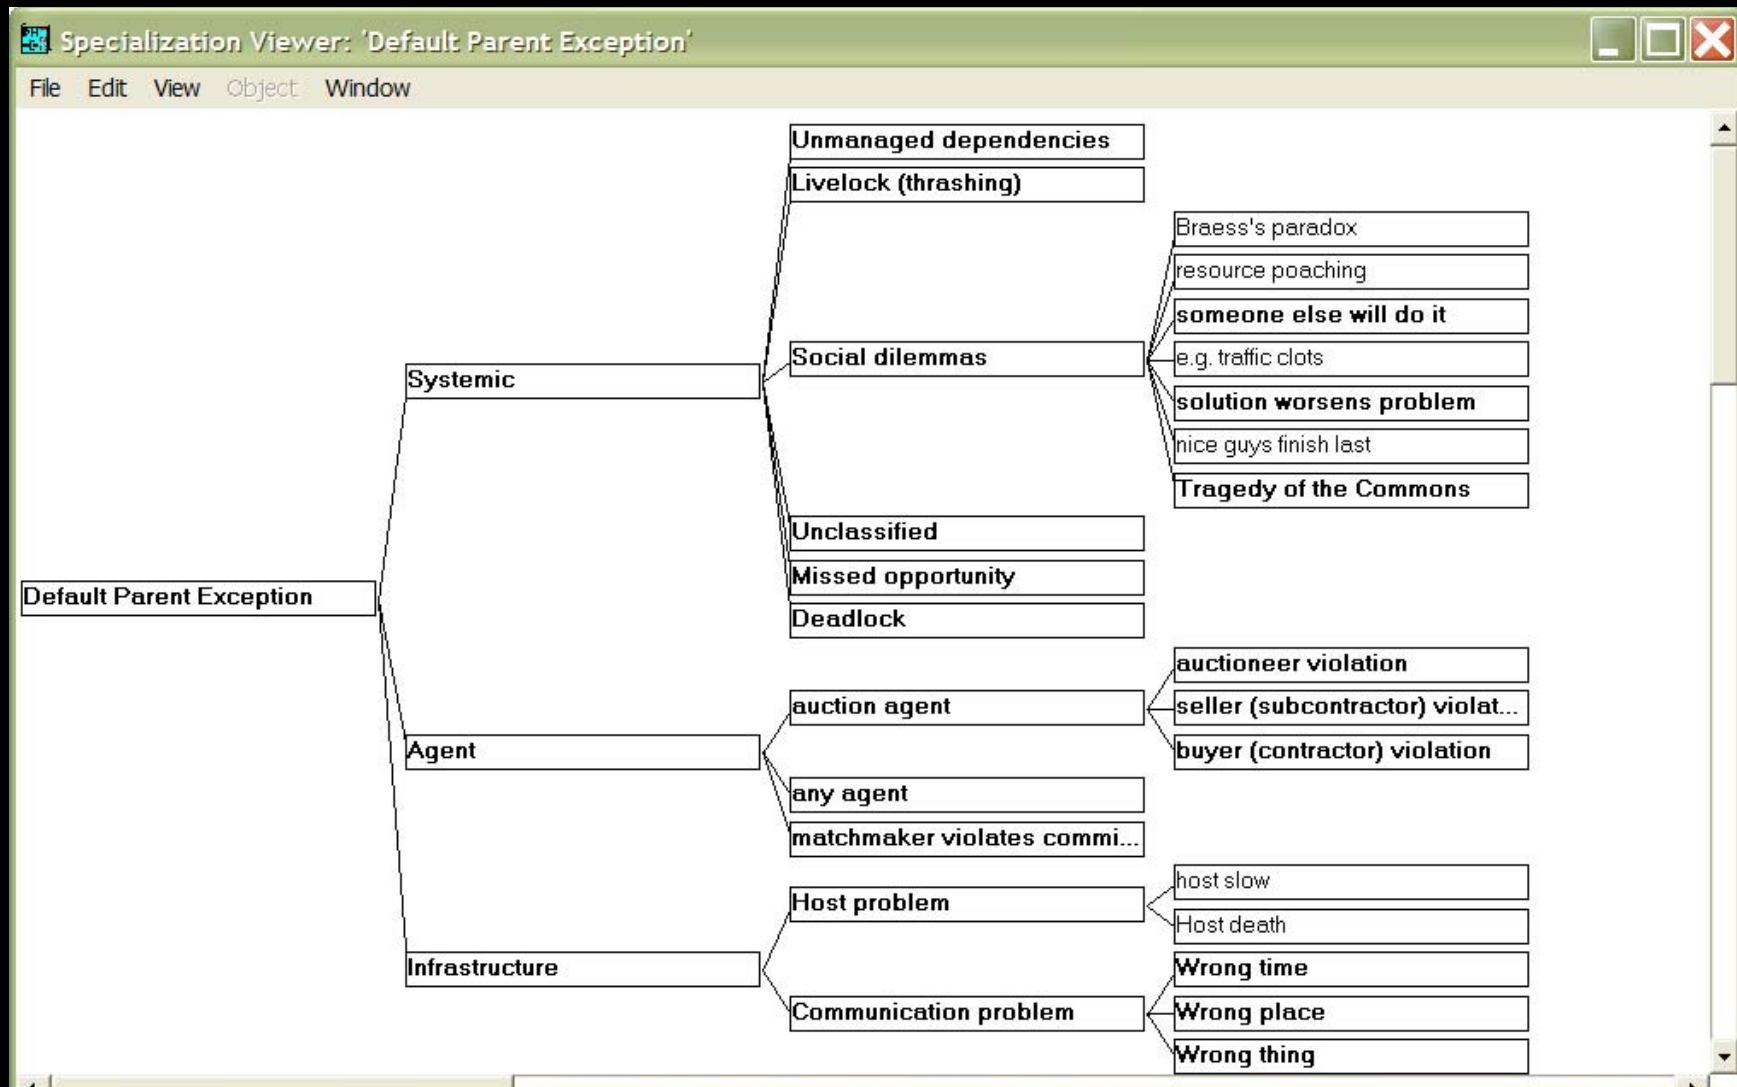 Specialization Viewer: 'Default Parent Exception'
File Edit View Object Window
Unmanaged dependencies
Livelock (thrashing)
Braess's paradox
resource poaching
someone else will do it
Social dilemmas
e.g. traffic clots
Systemic
solution worsens problem
nice guys finish last
Tragedy of the Commons
Unclassified
Missed opportunity
Default Parent Exception
Deadlock
auctioneer violation
auction agent
seller (subcontractor) violat...
Agent
buyer (contractor) violation
any agent
matchmaker violates commi...
host slow
Host problem
Host death
Infrastructure
Wrong time
Communication problem
Wrong place
Wrong thing